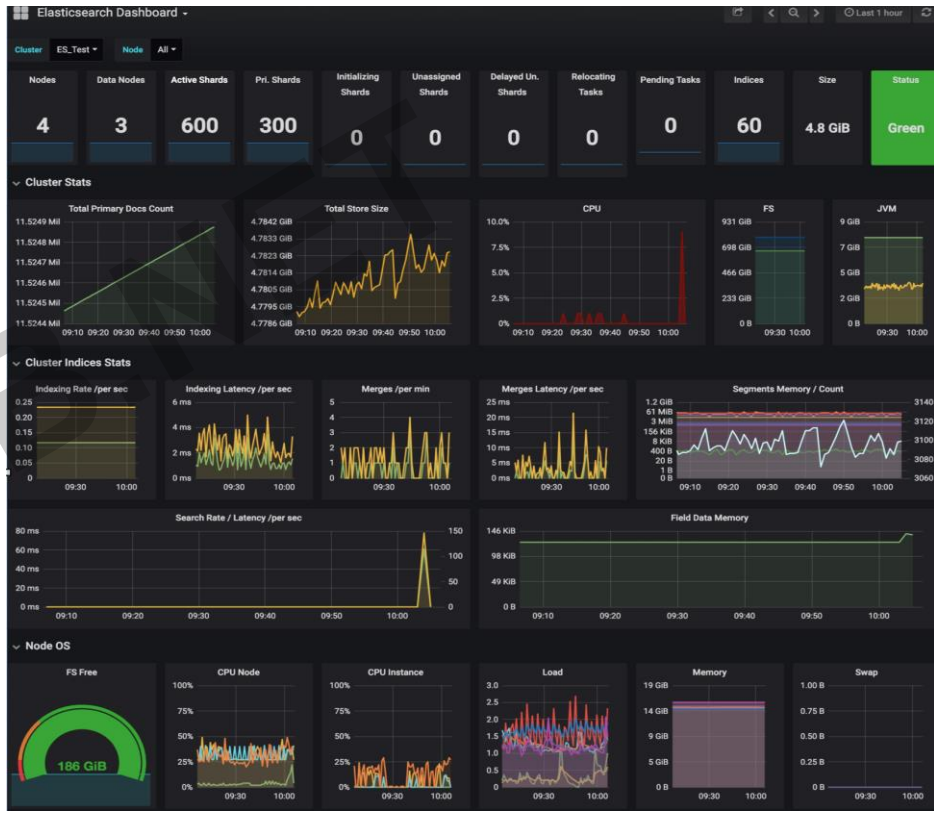 Elasticsearch Dashboard
Last 1 hour
Cluster ES_Test Node All
Nodes
4
Data Nodes
3
Active Shards
600
Pri. Shards
300
Initializing
Shards
0
Unassigned
Shards
0
Delayed Un.
Shards
0
Relocating
Tasks
0
Pending Tasks
0
Indices
60
Size
4.8 GiB
Status
Green
Cluster Stats
Total Primary Docs Count
11.5249 Mil
11.5248 Mil
11.5247 Mil
11.5246 Mil
11.5245 Mil
11.5244 Mil
09:10 09:20 09:30 09:40 09:50 10:00
Total Store Size
4.7842 GiB
4.7833 GiB
4.7823 GiB
4.7814 GiB
4.7805 GiB
4.7795 GiB
4.7786 GiB
09:10 09:20 09:30 09:40 09:50 10:00
CPU
10.0%
7.5%
5.0%
2.5%
0%
09:10 09:20 09:30 09:40 09:50 10:00
FS
931 GiB
698 GiB
466 GiB
233 GiB
0 B
09:30 10:00
JVM
9 GiB
7 GiB
5 GiB
2 GiB
0 B
09:30 10:00
Cluster Indices Stats
Indexing Rate /per sec
0.25
0.20
0.15
0.10
0.05
0
09:30 10:00
Indexing Latency /per sec
6 ms
4 ms
2 ms
0 ms
09:30 10:00
Merges /per min
5
4
3
2
1
0
09:30 10:00
Merges Latency /per sec
25 ms
20 ms
15 ms
10 ms
5 ms
0 ms
09:30 10:00
Segments Memory / Count
1.2 GiB
61 MiB
3 MiB
156 KiB
8 KiB
400 B
20 B
1 B
0 B
3140
3120
3100
3080
3060
09:10 09:20 09:30 09:40 09:50 10:00
Search Rate / Latency /per sec
80 ms
60 ms
40 ms
20 ms
0 ms
150
100
50
0
09:10 09:20 09:30 09:40 09:50 10:00
Field Data Memory
146 KiB
98 KiB
49 KiB
0 B
09:10 09:20 09:30 09:40 09:50 10:00
Node OS
FS Free
186 GiB
CPU Node
100%
75%
50%
25%
0%
09:30 10:00
CPU Instance
100%
75%
50%
25%
0%
09:30 10:00
Load
3.0
2.5
2.0
1.5
1.0
0.5
0
09:30 10:00
Memory
19 GiB
14 GiB
9 GiB
5 GiB
0 B
09:30 10:00
Swap
1.00 B
0.75 B
0.50 B
0.25 B
0 B
09:30 10:00